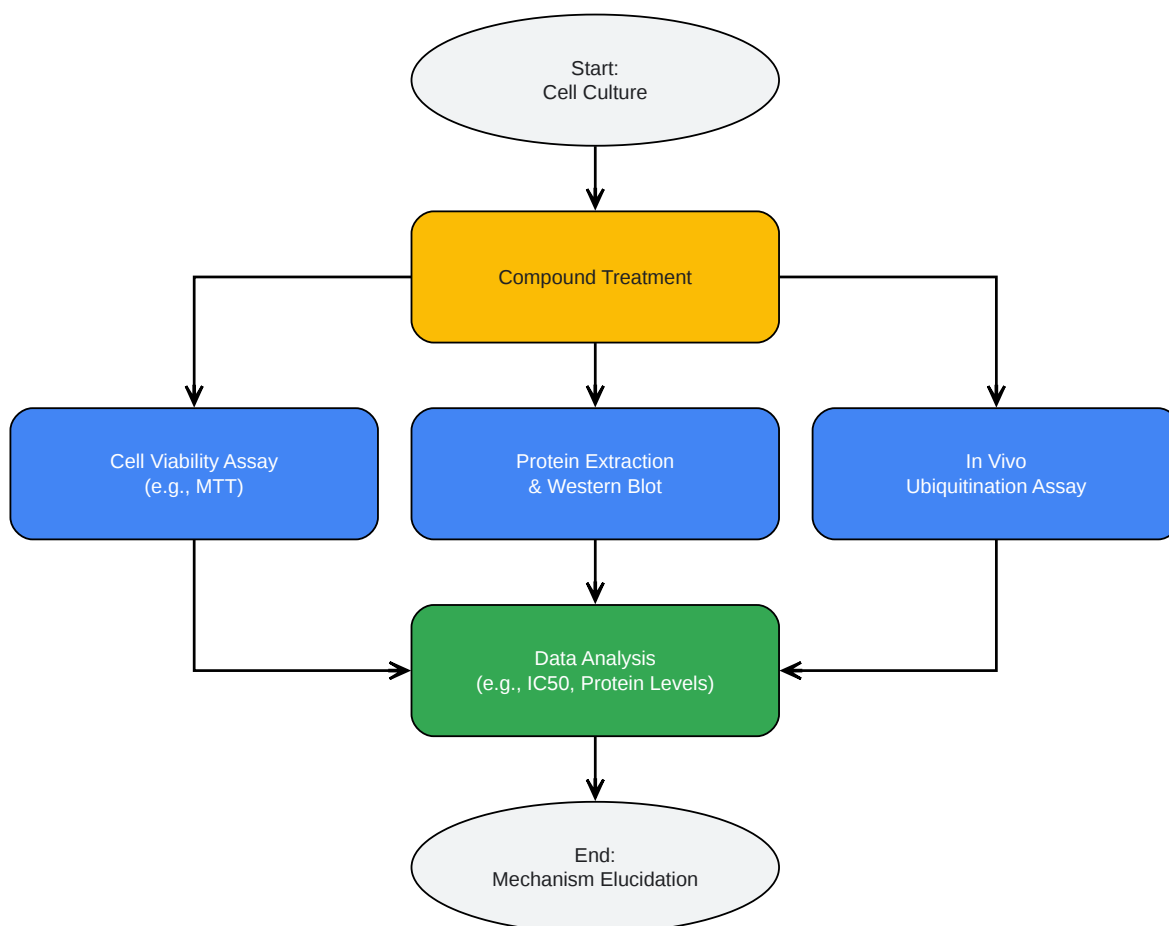 Start:
Cell Culture
Compound Treatment
Cell Viability Assay
(e.g., MTT)
Protein Extraction
& Western Blot
In Vivo
Ubiquitination Assay
Data Analysis
(e.g., IC50, Protein Levels)
End:
Mechanism Elucidation